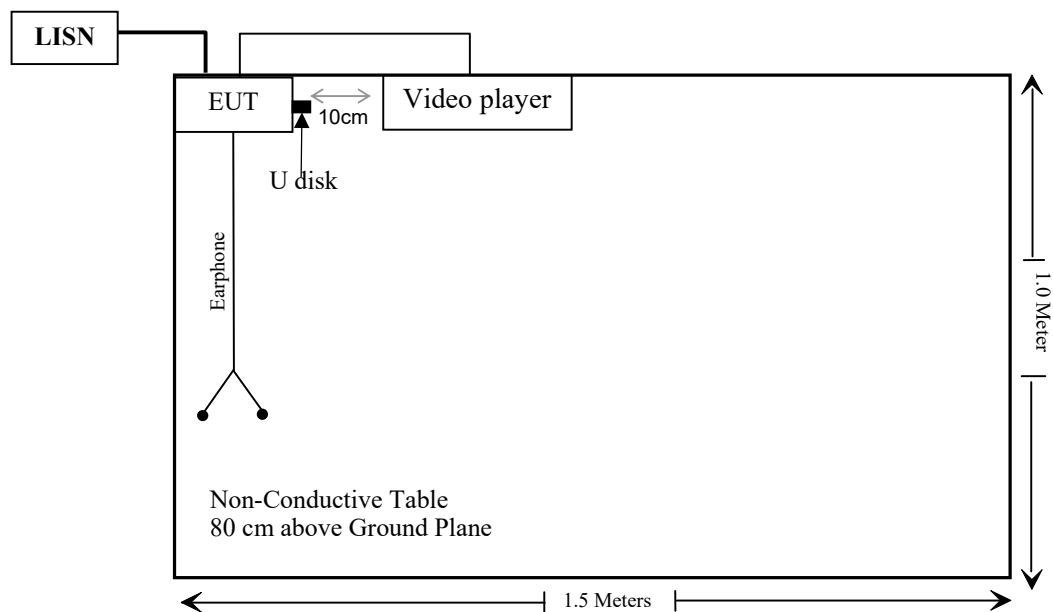 LISN
EUT
Video player
10cm
U disk
Earphone
1.0 Meter
Non-Conductive Table
80 cm above Ground Plane
1.5 Meters